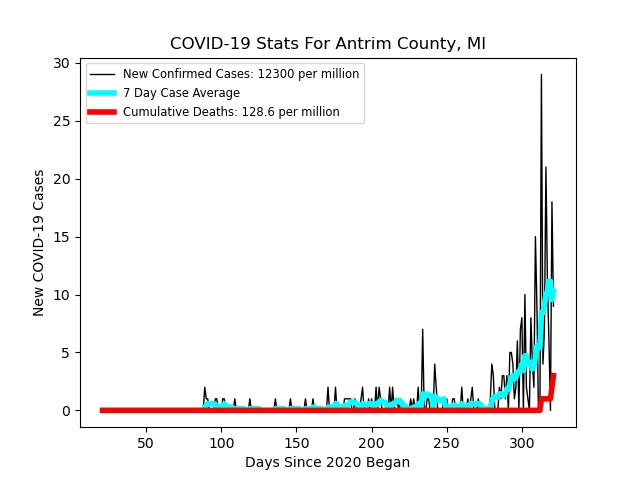 COVID-19 Stats For Antrim County, MI
New Confirmed Cases: 12300 per million
7 Day Case Average
Cumulative Deaths: 128.6 per million
New COVID-19 Cases
30
25
20
15
10
5
0
50 100 150 200 250 300
Days Since 2020 Began